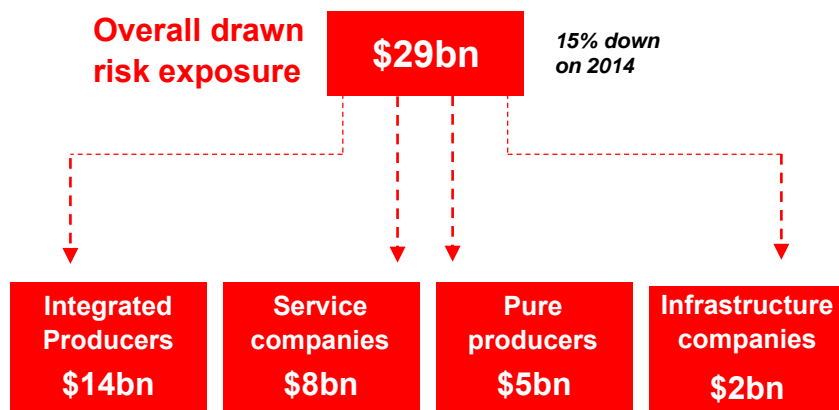 Overall drawn
risk exposure
$29bn
15% down
on 2014
Integrated
Producers
$14bn
Service
companies
$8bn
Pure
producers
$5bn
Infrastructure
companies
$2bn